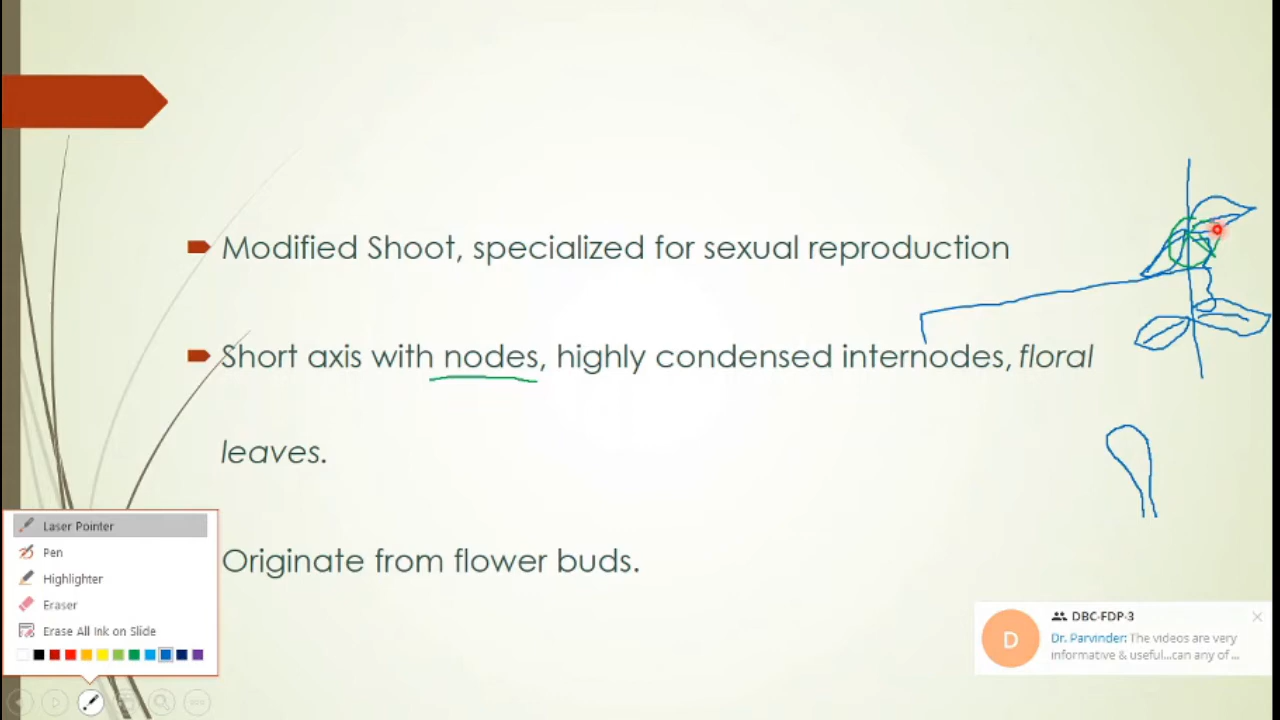 Modified Shoot, specialized for sexual reproduction
Short axis with nodes, highly condensed internodes, floral
leaves.
Originate from flower buds.
Laser Pointer
Pen
Highlighter
Eraser
Erase All Ink on Slide
D
DBC-FDP-3
Dr. Parvinder: The videos are very
informative & useful...can any of ...